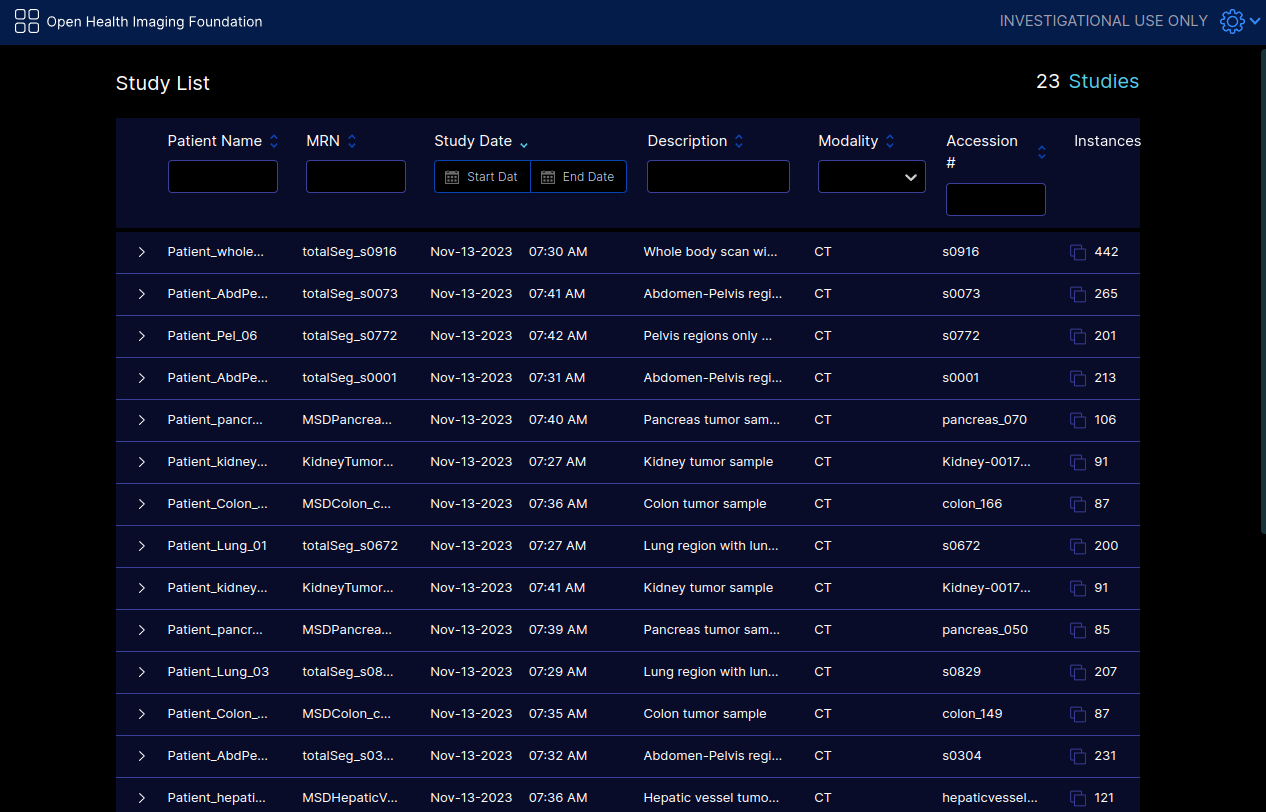 Open Health Imaging Foundation INVESTIGATIONAL USE ONLY
Study List 23 Studies
Patient Name MRN Study Date Description Modality Accession # Instances
Start Dat End Date
Patient_whole... totalSeg_s0916 Nov-13-2023 07:30 AM Whole body scan wi... CT s0916 442
Patient_AbdPe... totalSeg_s0073 Nov-13-2023 07:41 AM Abdomen-Pelvis regi... CT s0073 265
Patient_Pel_06 totalSeg_s0772 Nov-13-2023 07:42 AM Pelvis regions only ... CT s0772 201
Patient_AbdPe... totalSeg_s0001 Nov-13-2023 07:31 AM Abdomen-Pelvis regi... CT s0001 213
Patient_pancr... MSDPancrea... Nov-13-2023 07:40 AM Pancreas tumor sam... CT pancreas_070 106
Patient_kidney... KidneyTumor... Nov-13-2023 07:27 AM Kidney tumor sample CT Kidney-0017... 91
Patient_Colon_... MSDColon_c... Nov-13-2023 07:36 AM Colon tumor sample CT colon_166 87
Patient_Lung_01 totalSeg_s0672 Nov-13-2023 07:27 AM Lung region with lun... CT s0672 200
Patient_kidney... KidneyTumor... Nov-13-2023 07:41 AM Kidney tumor sample CT Kidney-0017... 91
Patient_pancr... MSDPancrea... Nov-13-2023 07:39 AM Pancreas tumor sam... CT pancreas_050 85
Patient_Lung_03 totalSeg_s08... Nov-13-2023 07:29 AM Lung region with lun... CT s0829 207
Patient_Colon_... MSDColon_c... Nov-13-2023 07:35 AM Colon tumor sample CT colon_149 87
Patient_AbdPe... totalSeg_s03... Nov-13-2023 07:32 AM Abdomen-Pelvis regi... CT s0304 231
Patient_hepati... MSDHepaticV... Nov-13-2023 07:36 AM Hepatic vessel tumo... CT hepaticvessel... 121